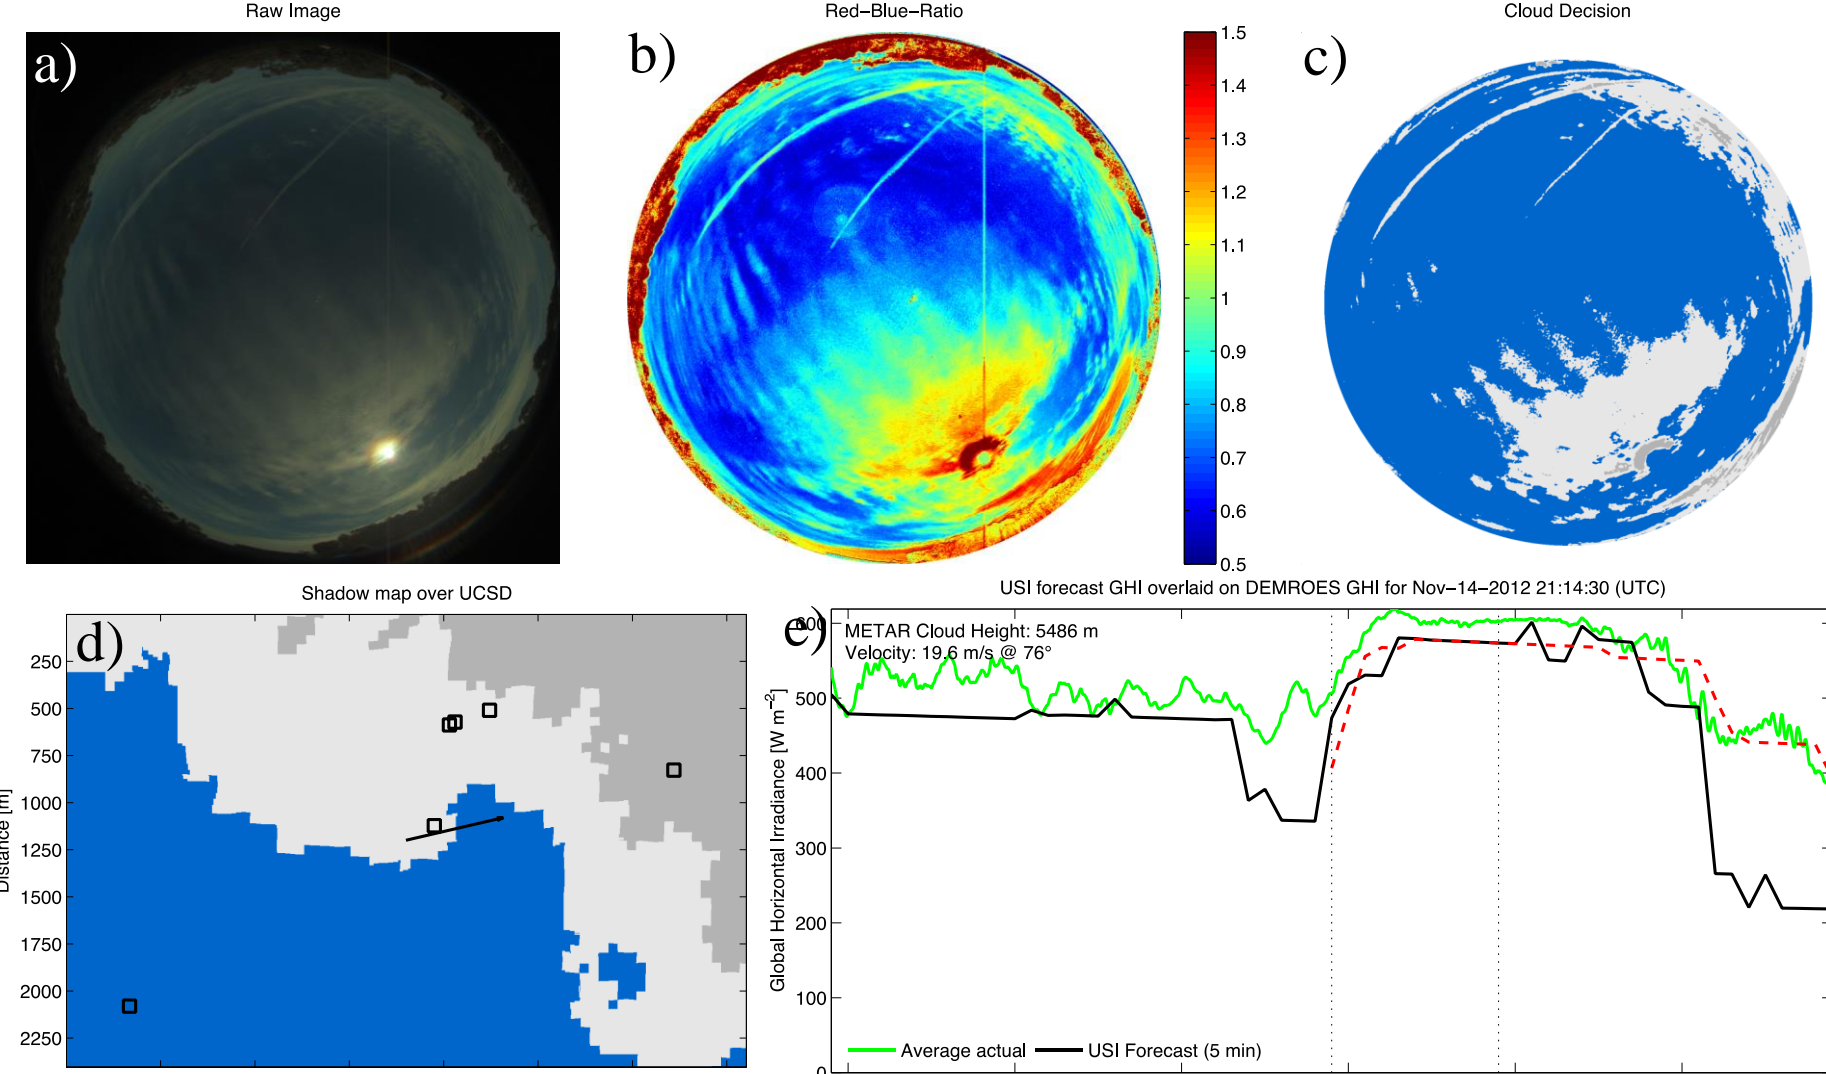 Raw Image
Red−Blue−Ratio
Cloud Decision
a)
b)
c)
1.5
1.4
1.3
1.2
1.1
1
0.9
0.8
0.7
0.6
0.5
Shadow map over UCSD
d)
250
500
750
1000
1250
1500
1750
2000
2250
Distance [m]
USI forecast GHI overlaid on DEMROES GHI for Nov−14−2012 21:14:30 (UTC)
e)
METAR Cloud Height: 5486 m
Velocity: 19.6 m/s @ 76°
600
500
400
300
200
100
0
Global Horizontal Irradiance [W m−2]
Average actual
USI Forecast (5 min)